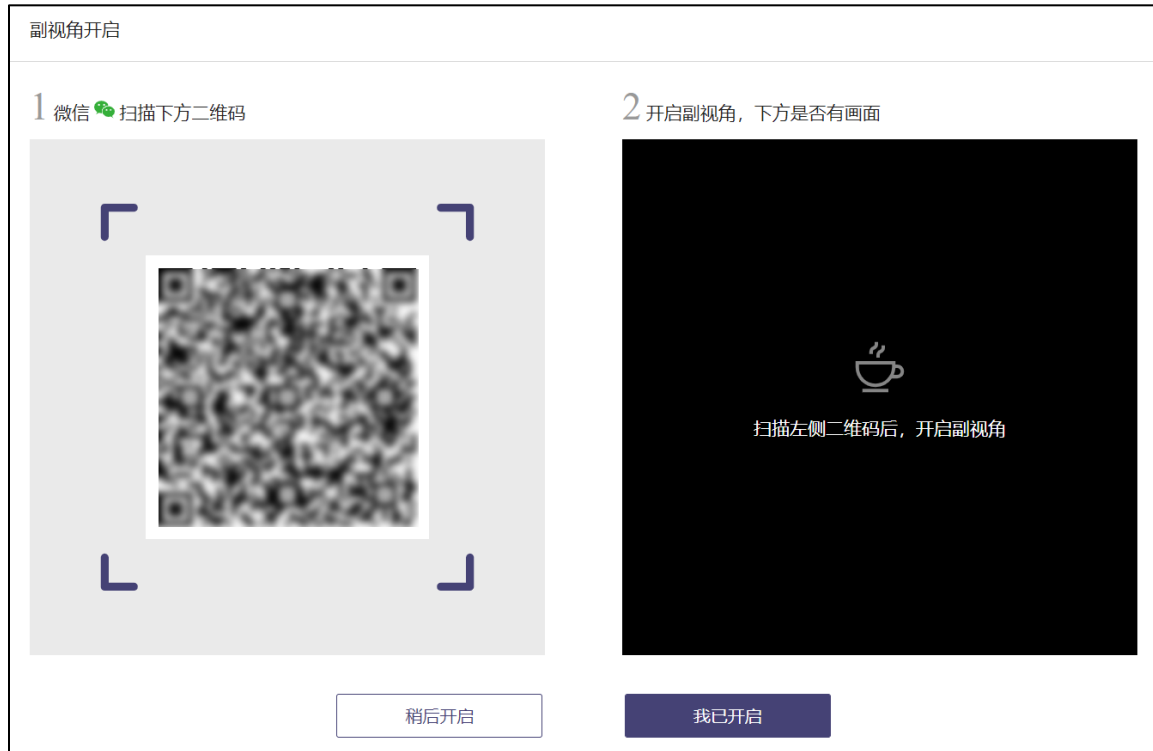 副视角开启
1 微信 扫描下方二维码
2 开启副视角，下方是否有画面
扫描左侧二维码后，开启副视角
稍后开启
我已开启